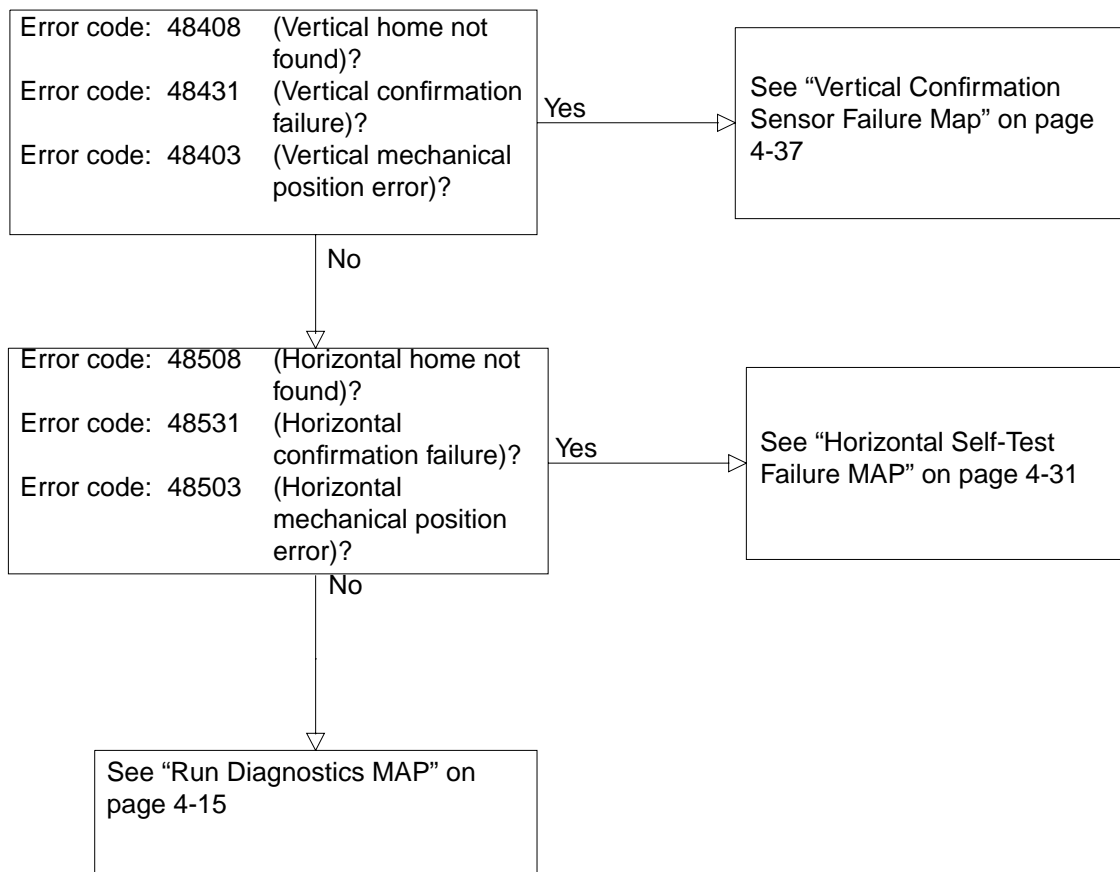 Error code: 48408 (Vertical home not
found)?
Error code: 48431 (Vertical confirmation
failure)?
Error code: 48403 (Vertical mechanical
position error)?
Yes
See “Vertical Confirmation
Sensor Failure Map” on page
4-37
No
Error code: 48508 (Horizontal home not
found)?
Error code: 48531 (Horizontal
confirmation failure)?
Error code: 48503 (Horizontal
mechanical position
error)?
Yes
See “Horizontal Self-Test
Failure MAP” on page 4-31
No
See “Run Diagnostics MAP” on
page 4-15